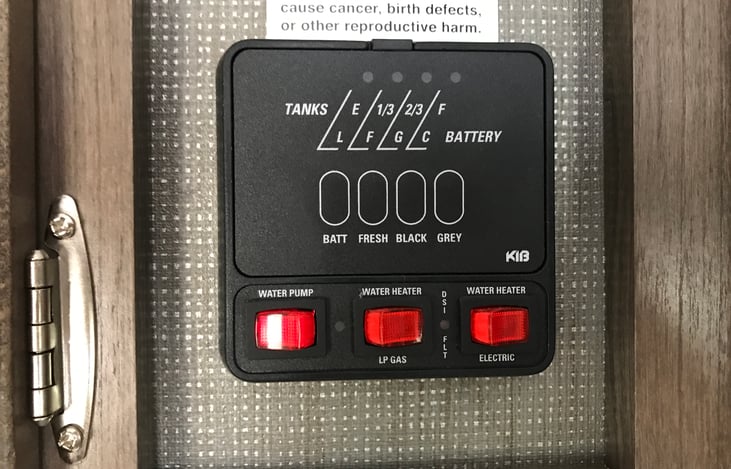 cause cancer, birth defects,
or other reproductive harm.
TANKS E 1/3 2/3 F
L F G C BATTERY
BATT FRESH BLACK GREY
KIB
WATER PUMP WATER HEATER DSI WATER HEATER
LP GAS FLT ELECTRIC